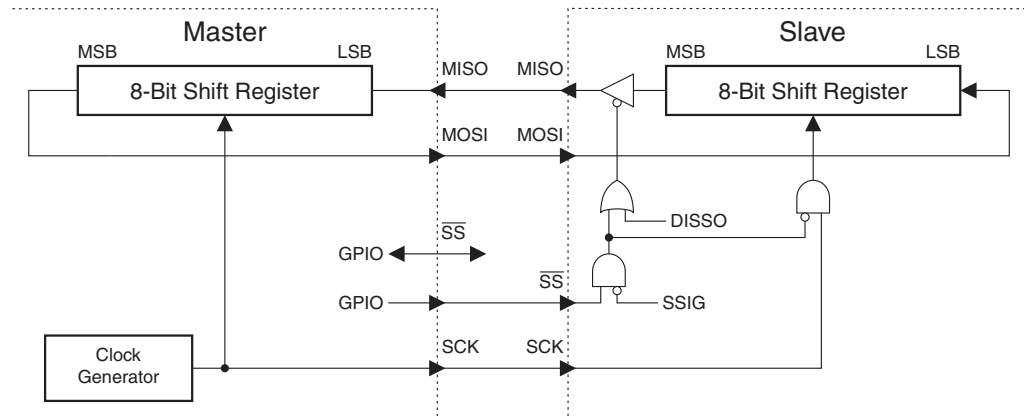 Master
Slave
MSB
LSB
MSB
LSB
8-Bit Shift Register
MISO
MISO
8-Bit Shift Register
MOSI
MOSI
DISSO
GPIO
SS
GPIO
SS
SSIG
Clock
Generator
SCK
SCK